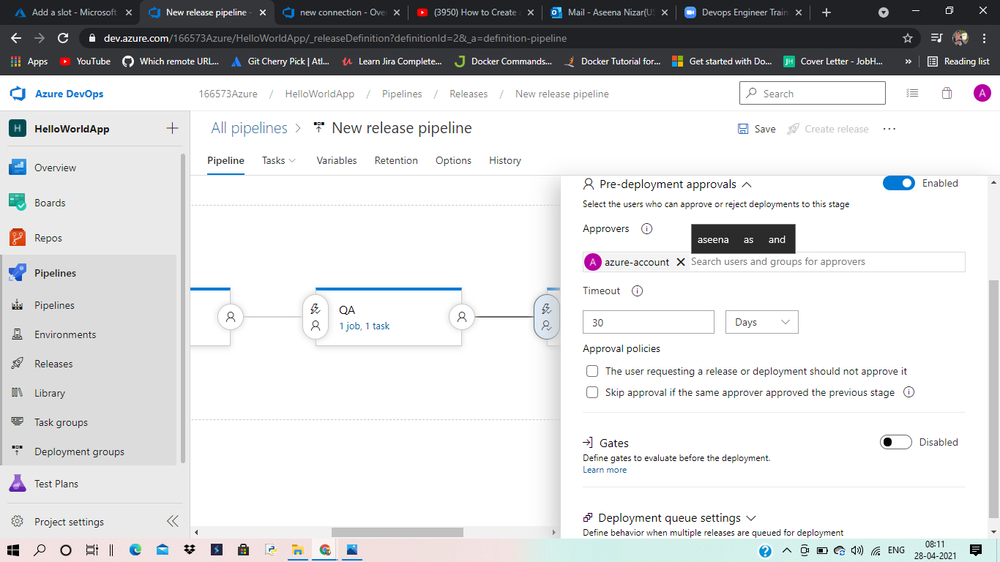 Add a slot - Microsoft
New release pipeline -
new connection - Ove
(3950) How to Create
Mail - Aseena Nizar(US
Devops Engineer Train
dev.azure.com/166573Azure/HelloWorldApp/_releaseDefinition?definitionId=2&_a=definition-pipeline
Apps
YouTube
Which remote URL...
Git Cherry Pick | Atl...
Learn Jira Complete...
Docker Commands...
Docker Tutorial for...
Get started with Do...
JH
Cover Letter - JobH...
»
Reading list
Azure DevOps
166573Azure / HelloWorldApp / Pipelines / Releases / New release pipeline
Search
A
H
HelloWorldApp
All pipelines > New release pipeline
Save
Create release
...
Pipeline
Tasks
Variables
Retention
Options
History
Overview
Boards
Repos
Pipelines
Pipelines
Environments
Releases
Library
Task groups
Deployment groups
Test Plans
Project settings
QA
1 job, 1 task
Pre-deployment approvals
Enabled
Select the users who can approve or reject deployments to this stage
Approvers
aseena as and
A
azure-account
Search users and groups for approvers
Timeout
30
Days
Approval policies
The user requesting a release or deployment should not approve it
Skip approval if the same approver approved the previous stage
Gates
Disabled
Define gates to evaluate before the deployment.
Learn more
Deployment queue settings
Define behavior when multiple releases are queued for deployment
ENG
08:11
28-04-2021